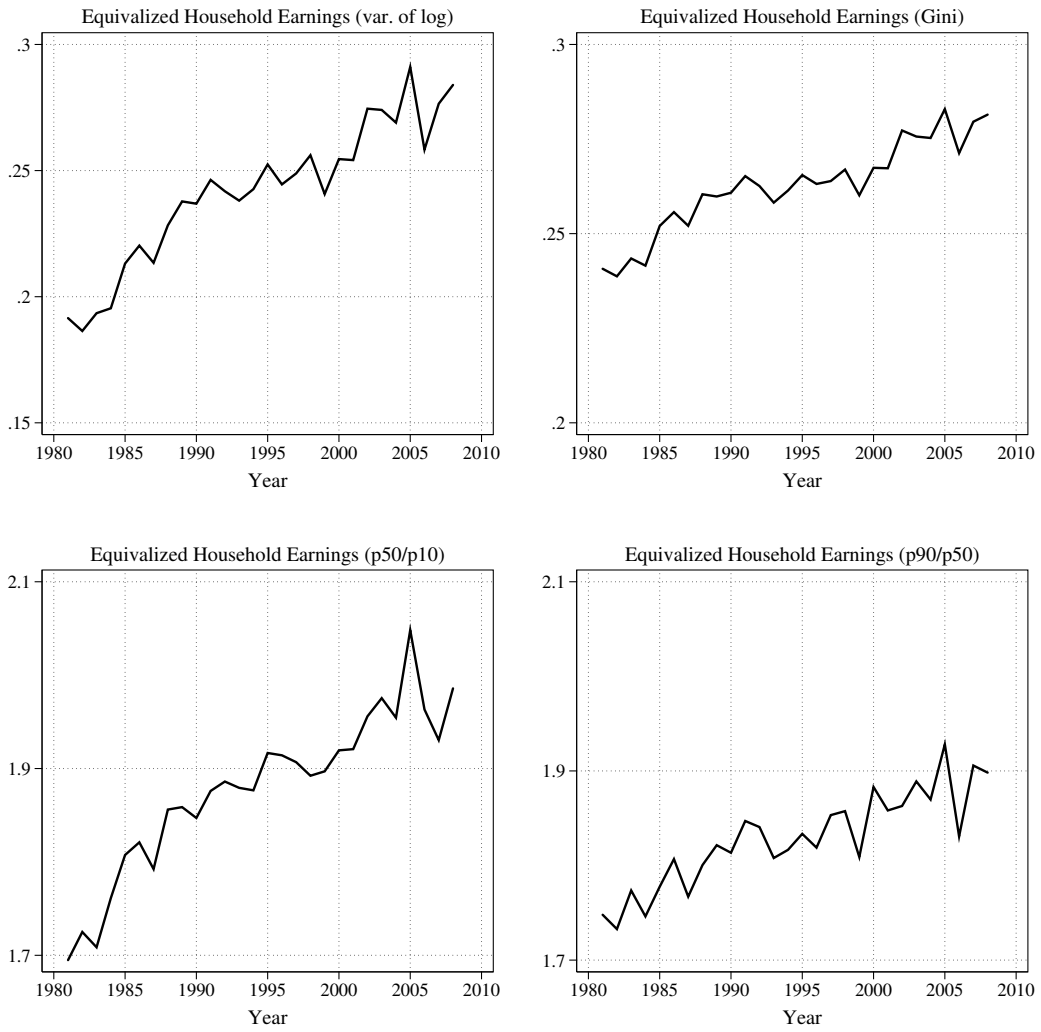 Equivalized Household Earnings (var. of log)
.3
.25
.2
.15
1980 1985 1990 1995 2000 2005 2010
Year
Equivalized Household Earnings (Gini)
.3
.25
.2
1980 1985 1990 1995 2000 2005 2010
Year
Equivalized Household Earnings (p50/p10)
2.1
1.9
1.7
1980 1985 1990 1995 2000 2005 2010
Year
Equivalized Household Earnings (p90/p50)
2.1
1.9
1.7
1980 1985 1990 1995 2000 2005 2010
Year